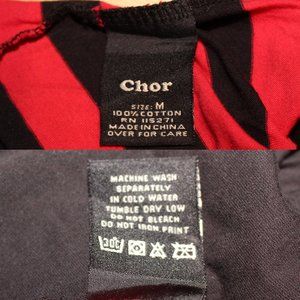 Chor
SIZE: M
100% COTTON
RN 115271
MADE IN CHINA
OVER FOR CARE
MACHINE WASH
SEPARATELY
IN COLD WATER
TUMBLE DRY LOW
DO NOT BLEACH
DO NOT IRON PRINT
30c